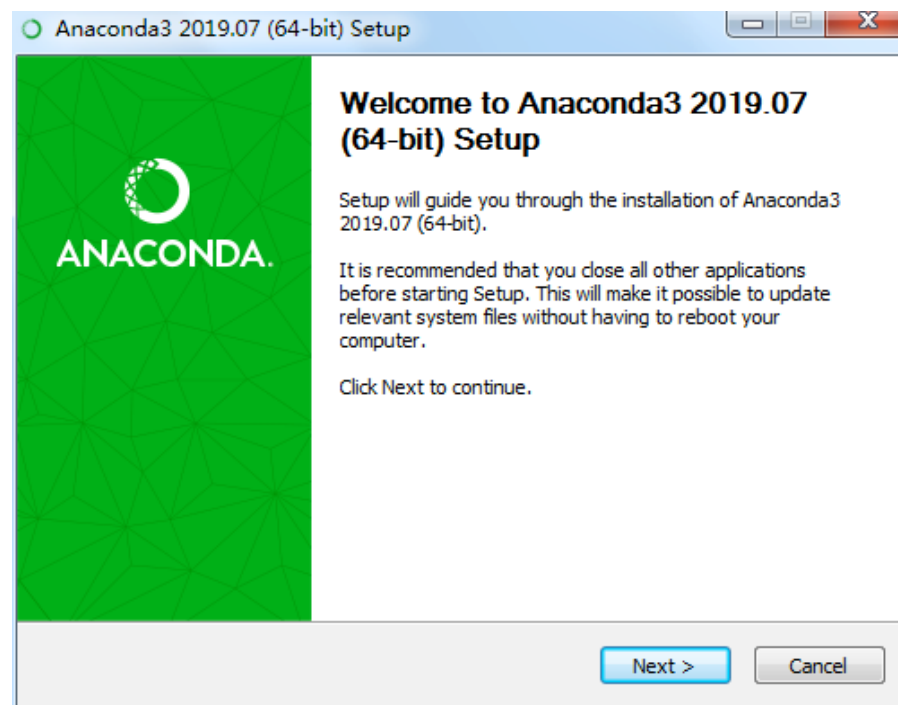 Anaconda3 2019.07 (64-bit) Setup
ANACONDA.
Welcome to Anaconda3 2019.07
(64-bit) Setup
Setup will guide you through the installation of Anaconda3
2019.07 (64-bit).
It is recommended that you close all other applications
before starting Setup. This will make it possible to update
relevant system files without having to reboot your
computer.
Click Next to continue.
Next >
Cancel